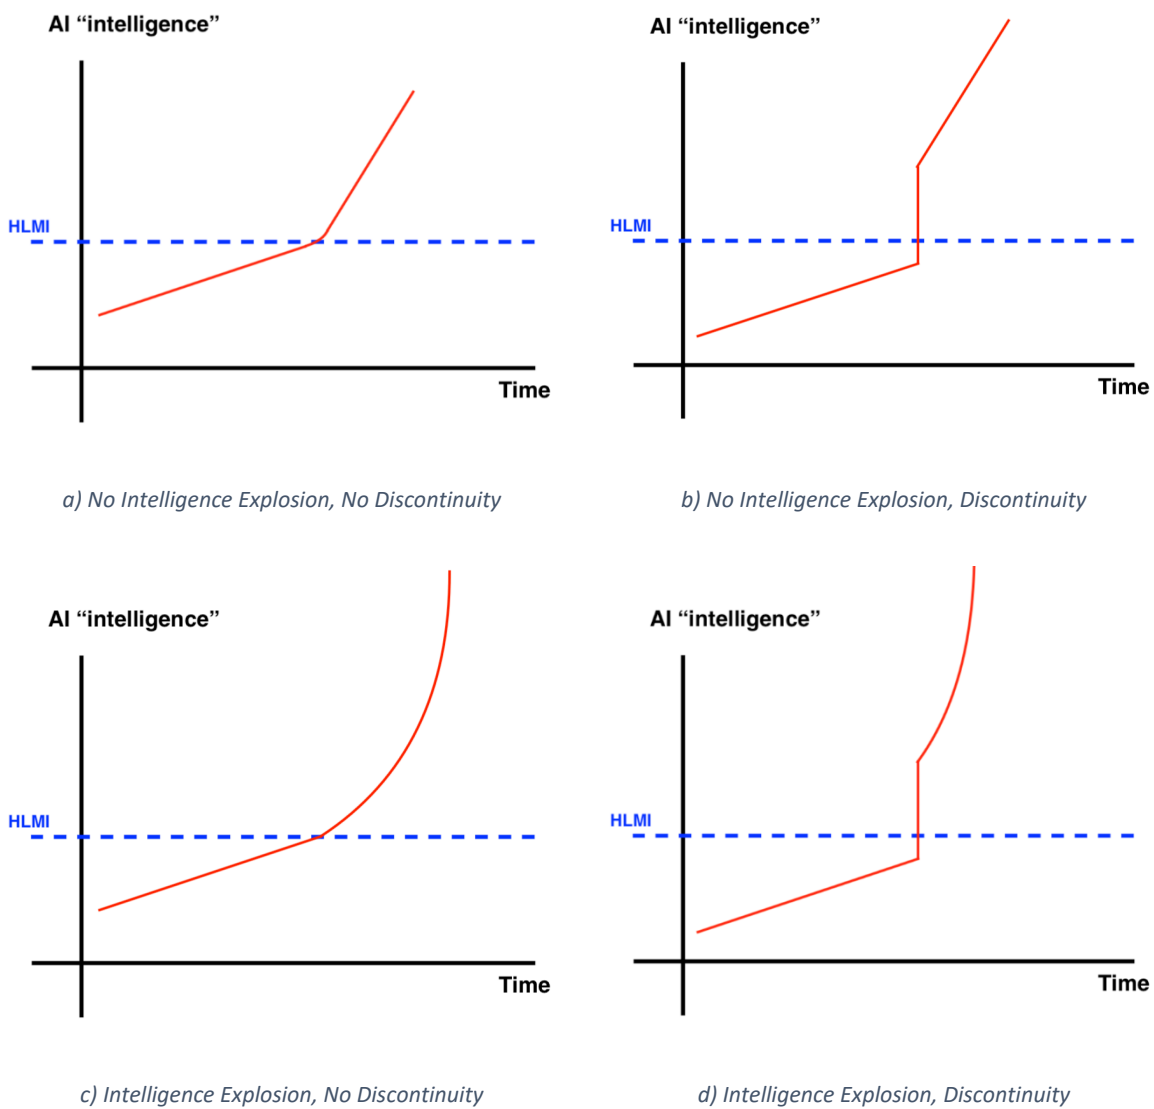 AI “intelligence”
HLMI
Time
a) No Intelligence Explosion, No Discontinuity
AI “intelligence”
HLMI
Time
b) No Intelligence Explosion, Discontinuity
AI “intelligence”
HLMI
Time
c) Intelligence Explosion, No Discontinuity
AI “intelligence”
HLMI
Time
d) Intelligence Explosion, Discontinuity